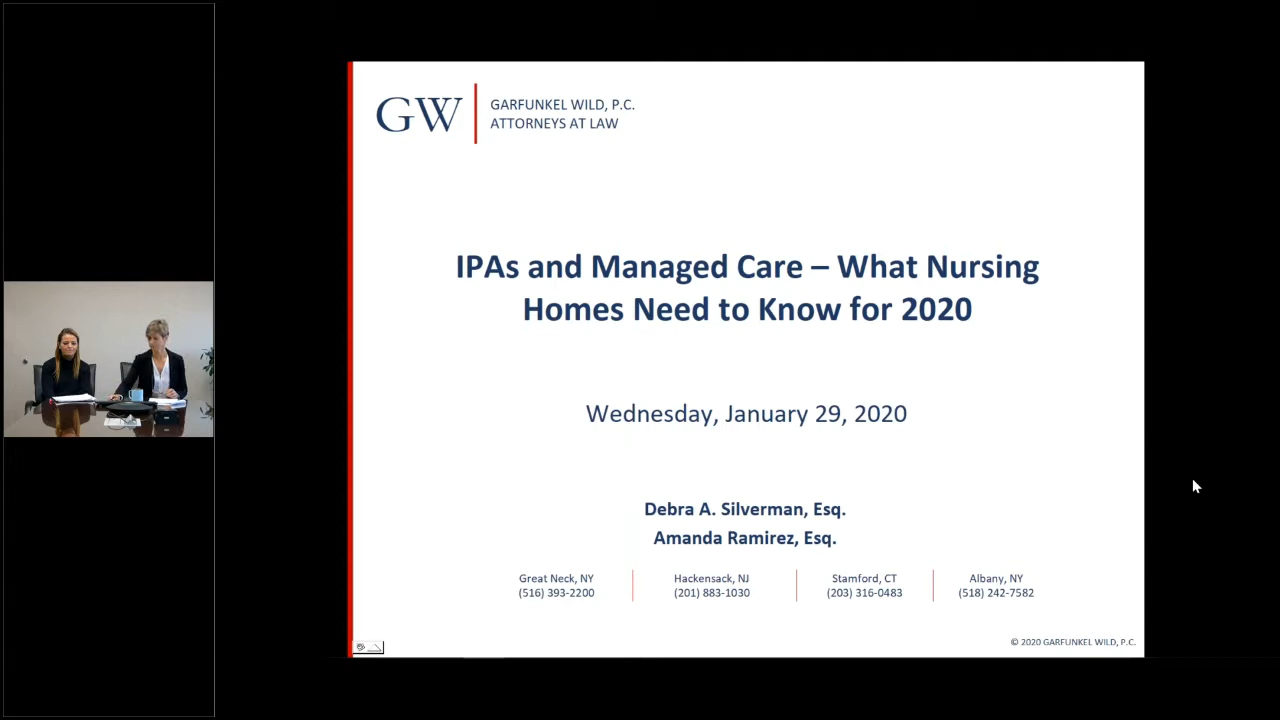 GW
GARFUNKEL WILD, P.C.
ATTORNEYS AT LAW
IPAs and Managed Care – What Nursing
Homes Need to Know for 2020
Wednesday, January 29, 2020
Debra A. Silverman, Esq.
Amanda Ramirez, Esq.
Great Neck, NY
(516) 393-2200
Hackensack, NJ
(201) 883-1030
Stamford, CT
(203) 316-0483
Albany, NY
(518) 242-7582
© 2020 GARFUNKEL WILD, P.C.